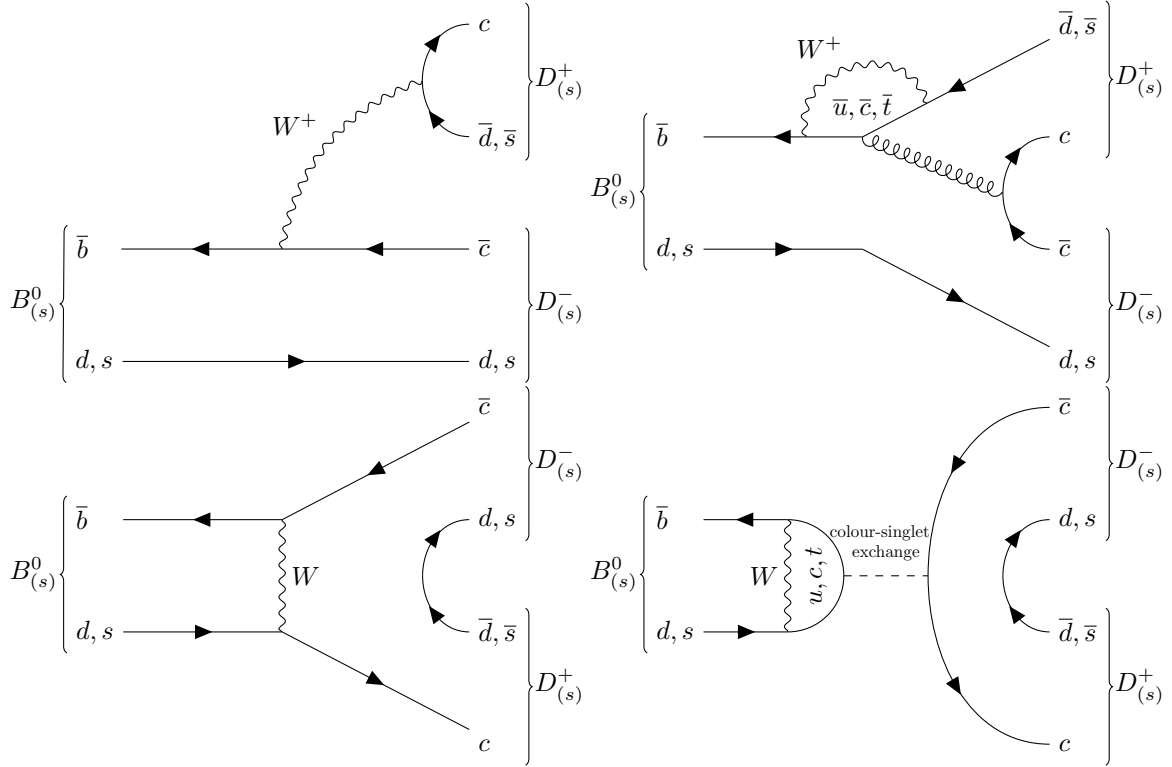 c
W⁺
d̅, s̅
D⁺₍ₛ₎
b̅
c̅
B⁰₍ₛ₎
D⁻₍ₛ₎
d, s
d, s
d̅, s̅
W⁺
u̅, c̅, t̅
D⁺₍ₛ₎
b̅
c
B⁰₍ₛ₎
d, s
c̅
D⁻₍ₛ₎
d, s
c̅
D⁻₍ₛ₎
b̅
d, s
B⁰₍ₛ₎
W
d, s
d̅, s̅
D⁺₍ₛ₎
c
c̅
D⁻₍ₛ₎
b̅
d, s
colour-singlet
exchange
B⁰₍ₛ₎
W
u, c, t
d, s
d̅, s̅
D⁺₍ₛ₎
c